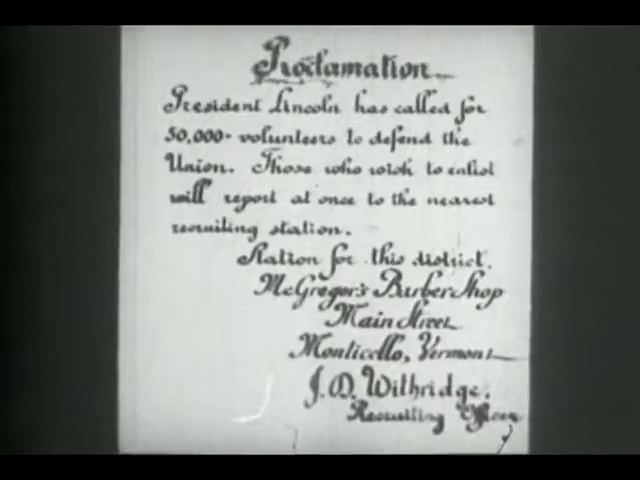 Proclamation
President Lincoln has called for
50,000- volunteers to defend the
Union. Those who wish to enlist
will report at once to the nearest
recruiting station.
Station for this district.
McGregor's Barber Shop
Main Street
Monticello, Vermont
J. D. Withridge.
Recruiting Officer